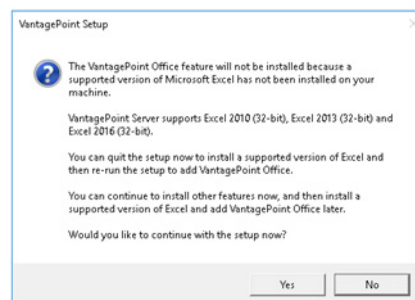 VantagePoint Setup
The VantagePoint Office feature will not be installed because a
supported version of Microsoft Excel has not been installed on your
machine.
VantagePoint Server supports Excel 2010 (32-bit), Excel 2013 (32-bit) and
Excel 2016 (32-bit).
You can quit the setup now to install a supported version of Excel and
then re-run the setup to add VantagePoint Office.
You can continue to install other features now, and then install a
supported version of Excel and add VantagePoint Office later.
Would you like to continue with the setup now?
Yes No